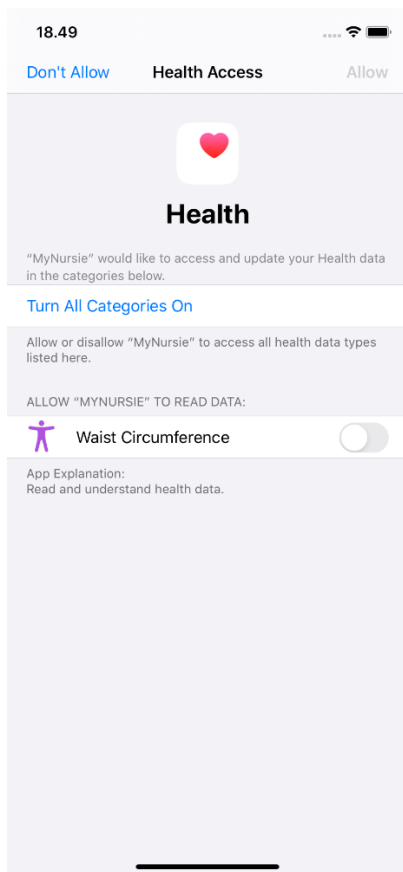 18.49
Don't Allow Health Access Allow
Health
“MyNursie” would like to access and update your Health data
in the categories below.
Turn All Categories On
Allow or disallow “MyNursie” to access all health data types
listed here.
ALLOW “MYNURSIE” TO READ DATA:
Waist Circumference
App Explanation:
Read and understand health data.